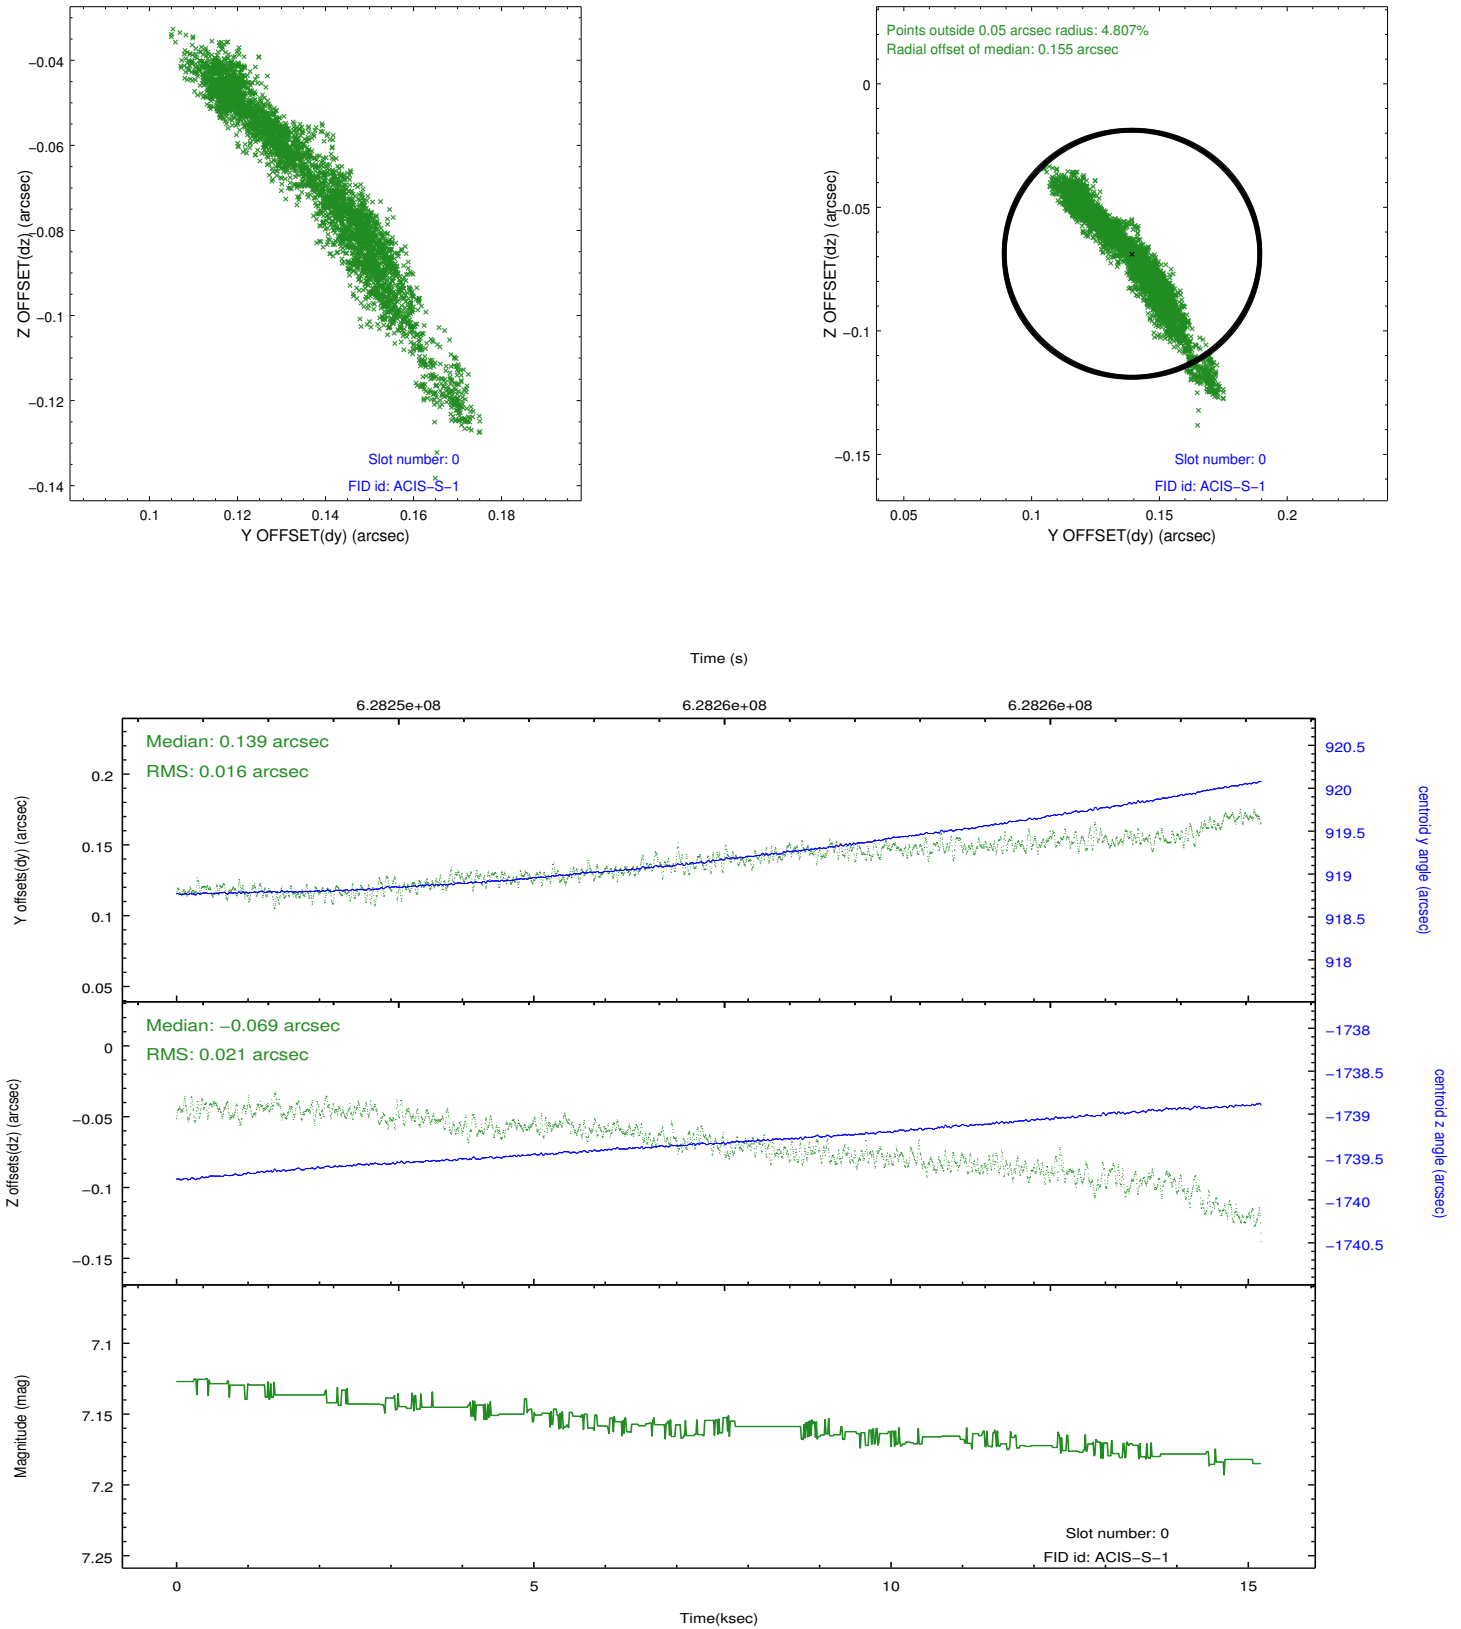 −0.04
−0.06
−0.08
−0.1
−0.12
−0.14
Z OFFSET(dz) (arcsec)
Slot number: 0
FID id: ACIS−S−1
0.1
0.12
0.14
0.16
0.18
Y OFFSET(dy) (arcsec)
Points outside 0.05 arcsec radius: 4.807%
Radial offset of median: 0.155 arcsec
0
−0.05
−0.1
−0.15
Z OFFSET(dz) (arcsec)
Slot number: 0
FID id: ACIS−S−1
0.05
0.1
0.15
0.2
Y OFFSET(dy) (arcsec)
Time (s)
6.2825e+08
6.2826e+08
6.2826e+08
Median: 0.139 arcsec
RMS: 0.016 arcsec
0.2
0.15
0.1
0.05
Y offsets(dy) (arcsec)
920.5
920
919.5
919
918.5
918
centroid y angle (arcsec)
Median: −0.069 arcsec
RMS: 0.021 arcsec
0
−0.05
−0.1
−0.15
Z offsets(dz) (arcsec)
−1738
−1738.5
−1739
−1739.5
−1740
−1740.5
centroid z angle (arcsec)
7.1
7.15
7.2
7.25
Magnitude (mag)
Slot number: 0
FID id: ACIS−S−1
0
5
10
15
Time(ksec)